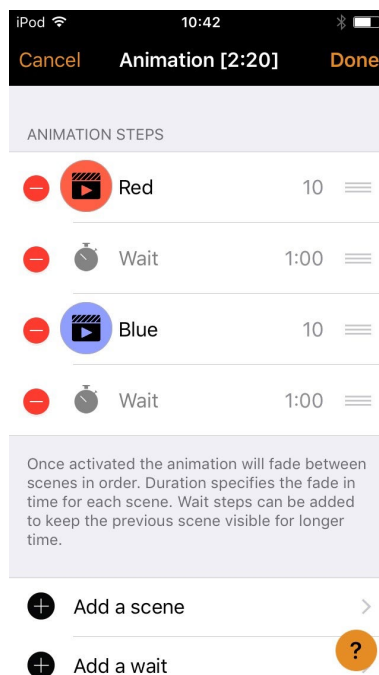 iPod 10:42
Cancel Animation [2:20] Done
ANIMATION STEPS
Red 10
Wait 1:00
Blue 10
Wait 1:00
Once activated the animation will fade between
scenes in order. Duration specifies the fade in
time for each scene. Wait steps can be added
to keep the previous scene visible for longer
time.
Add a scene
?
Add a wait